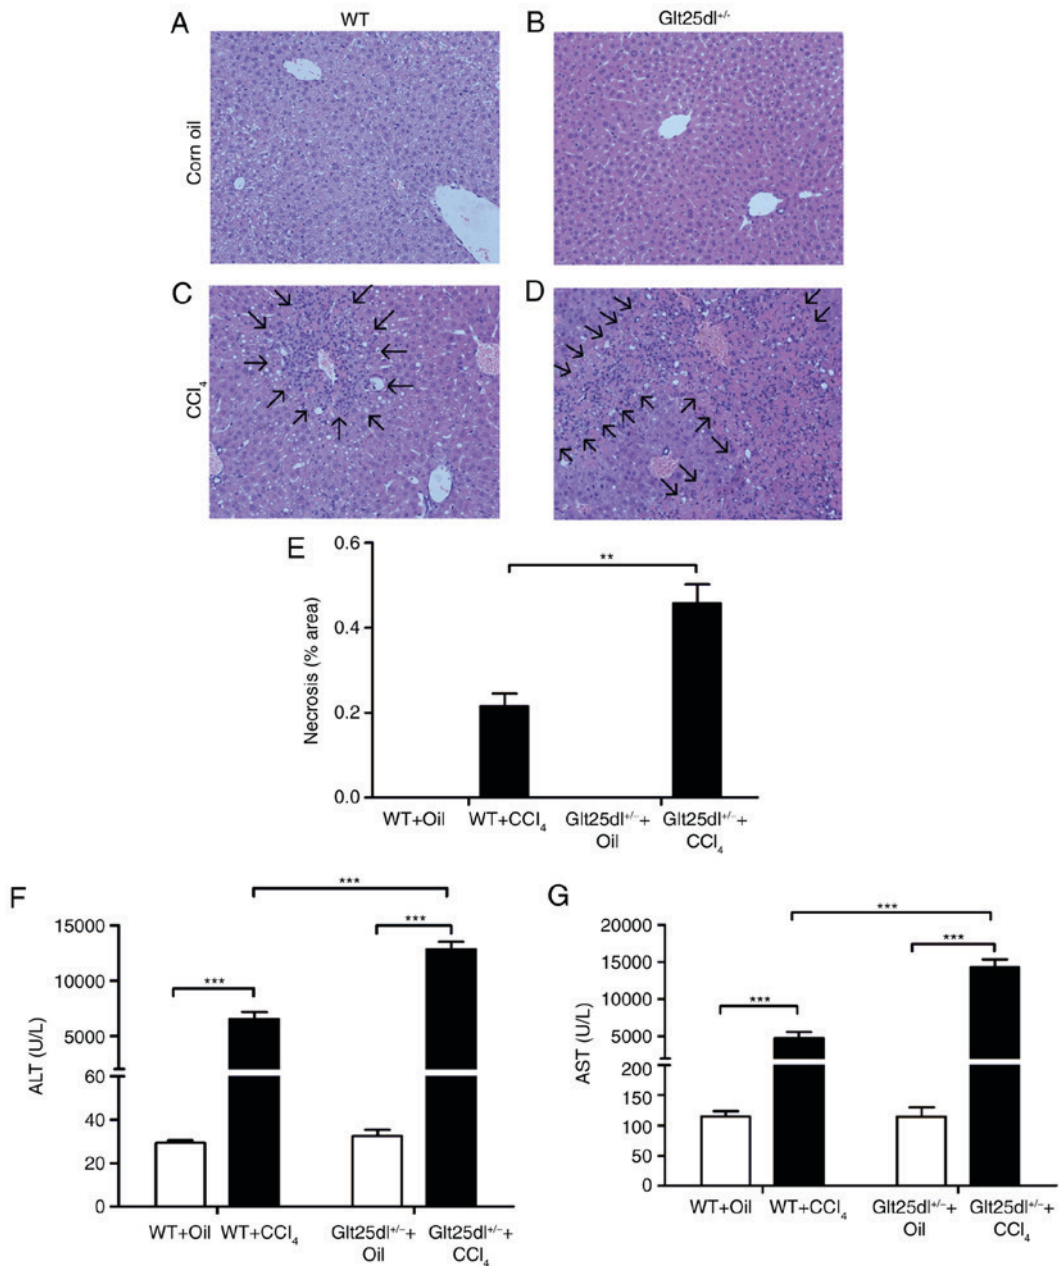 A
WT
B
Glt25dl+/-
Corn oil
C
D
CCl₄
E
Necrosis (% area)
0.6
0.4
0.2
0.0
**
WT+Oil
WT+CCl₄
Glt25dl+/-+
Oil
Glt25dl+/-+
CCl₄
F
ALT (U/L)
15000
10000
5000
60
40
20
0
***
***
***
WT+Oil
WT+CCl₄
Glt25dl+/-+
Oil
Glt25dl+/-+
CCl₄
G
AST (U/L)
20000
15000
10000
5000
200
150
100
50
0
***
***
***
WT+Oil
WT+CCl₄
Glt25dl+/-+
Oil
Glt25dl+/-+
CCl₄